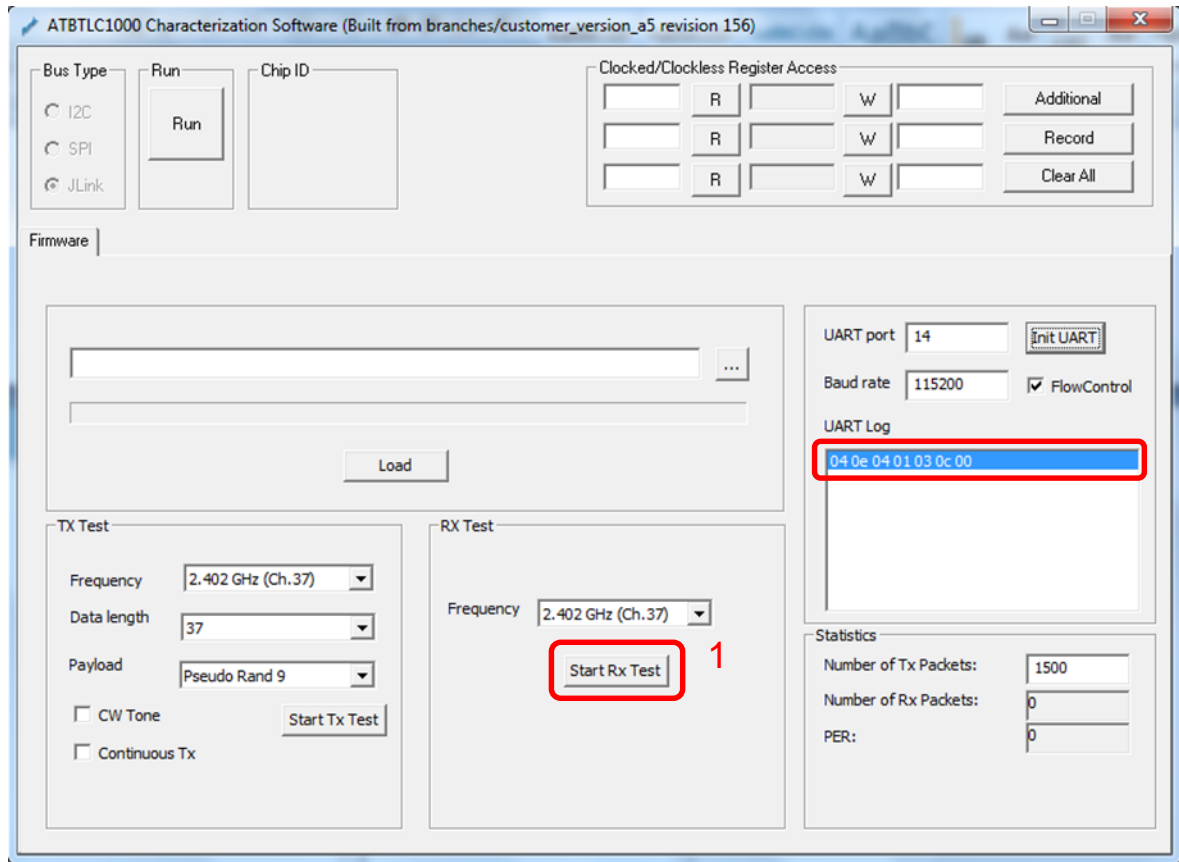 ATBTLC1000 Characterization Software (Built from branches/customer_version_a5 revision 156)
Bus Type
I2C
SPI
JLink
Run
Run
Chip ID
Clocked/Clockless Register Access
R W Additional
R W Record
R W Clear All
Firmware
...
Load
UART port 14 Init UART
Baud rate 115200 FlowControl
UART Log
04 0e 04 01 03 0c 00
TX Test
Frequency 2.402 GHz (Ch.37)
Data length 37
Payload Pseudo Rand 9
CW Tone Start Tx Test
Continuous Tx
RX Test
Frequency 2.402 GHz (Ch.37)
Start Rx Test 1
Statistics
Number of Tx Packets: 1500
Number of Rx Packets: 0
PER: 0